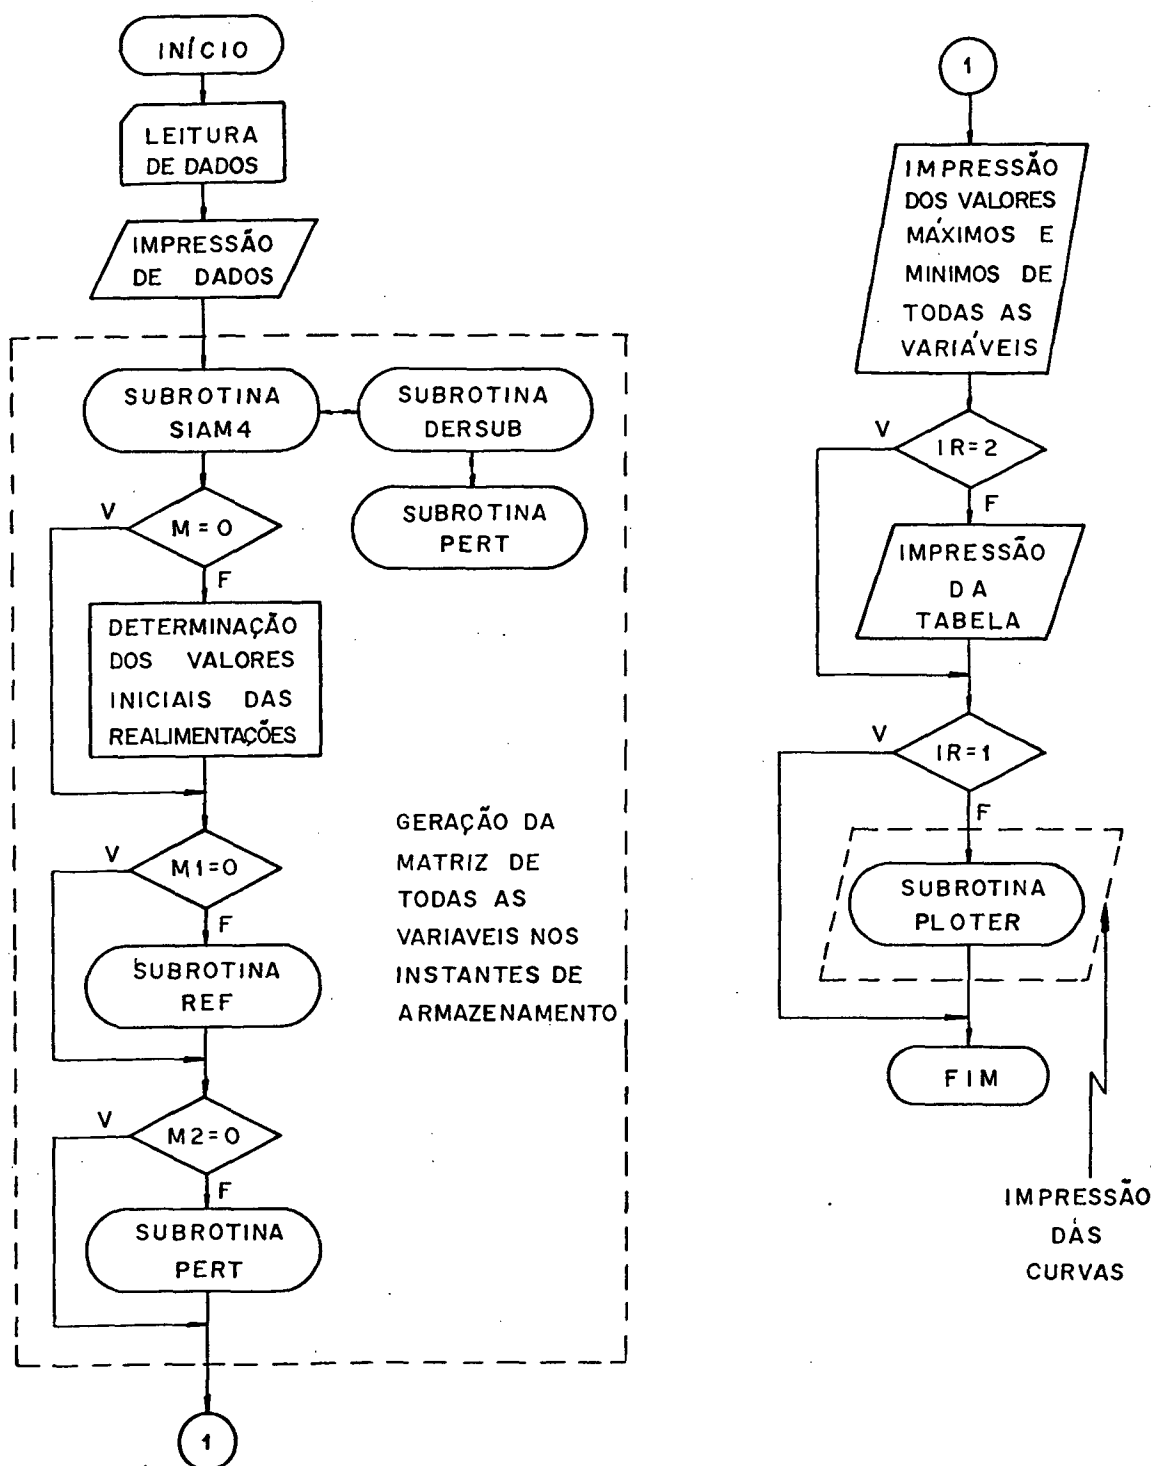 INÍCIO
LEITURA
DE DADOS
IMPRESSÃO
DE DADOS
SUBROTINA
SIAM4
SUBROTINA
DERSUB
SUBROTINA
PERT
V
M=0
F
DETERMINAÇÃO
DOS VALORES
INICIAIS DAS
REALIMENTAÇÕES
V
M1=0
F
SUBROTINA
REF
V
M2=0
F
SUBROTINA
PERT
GERAÇÃO DA
MATRIZ DE
TODAS AS
VARIAVEIS NOS
INSTANTES DE
ARMAZENAMENTO
1
1
IMPRESSÃO
DOS VALORES
MÁXIMOS E
MINIMOS DE
TODAS AS
VARIÁVEIS
V
IR=2
F
IMPRESSÃO
DA
TABELA
V
IR=1
F
SUBROTINA
PLOTER
FIM
IMPRESSÃO
DÁS
CURVAS